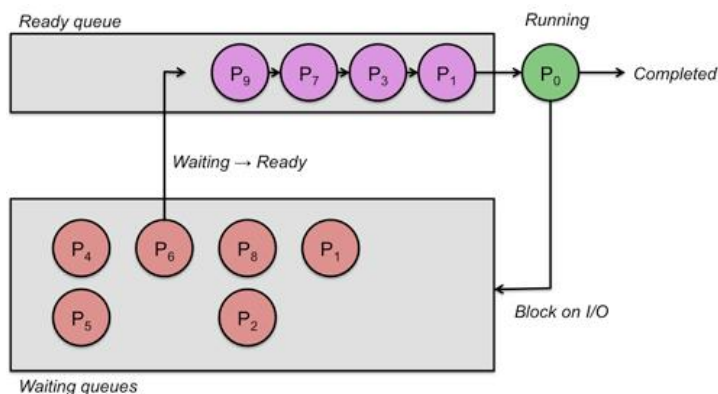 Ready queue
Running
P₉ P₇ P₃ P₁ P₀ Completed
Waiting → Ready
P₄ P₆ P₈ P₁
P₅ P₂
Block on I/O
Waiting queues